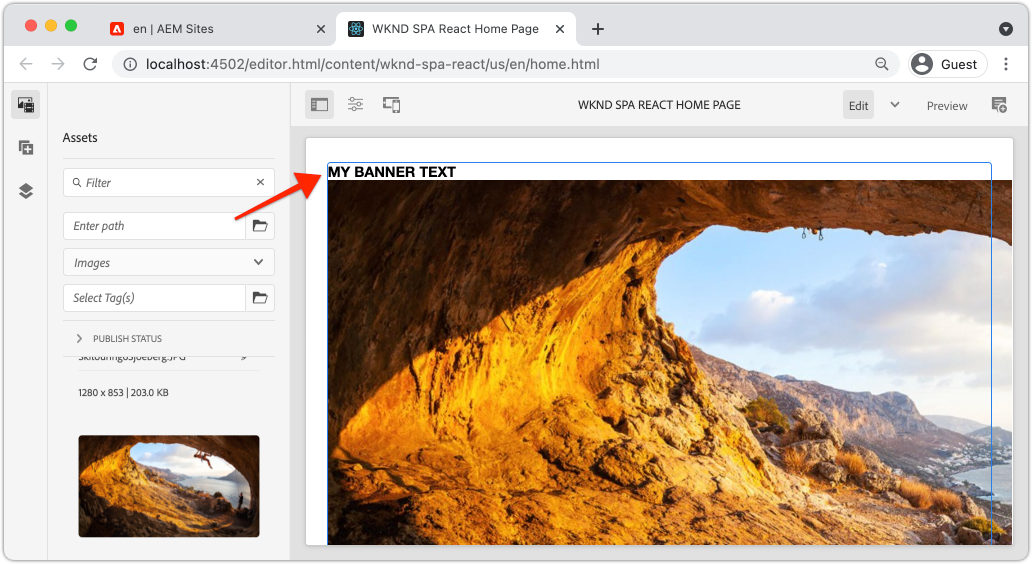 en | AEM Sites
WKND SPA React Home Page
localhost:4502/editor.html/content/wknd-spa-react/us/en/home.html
Guest
WKND SPA REACT HOME PAGE
Edit
Preview
Assets
Filter
Enter path
Images
Select Tag(s)
PUBLISH STATUS
1280 x 853 | 203.0 KB
MY BANNER TEXT